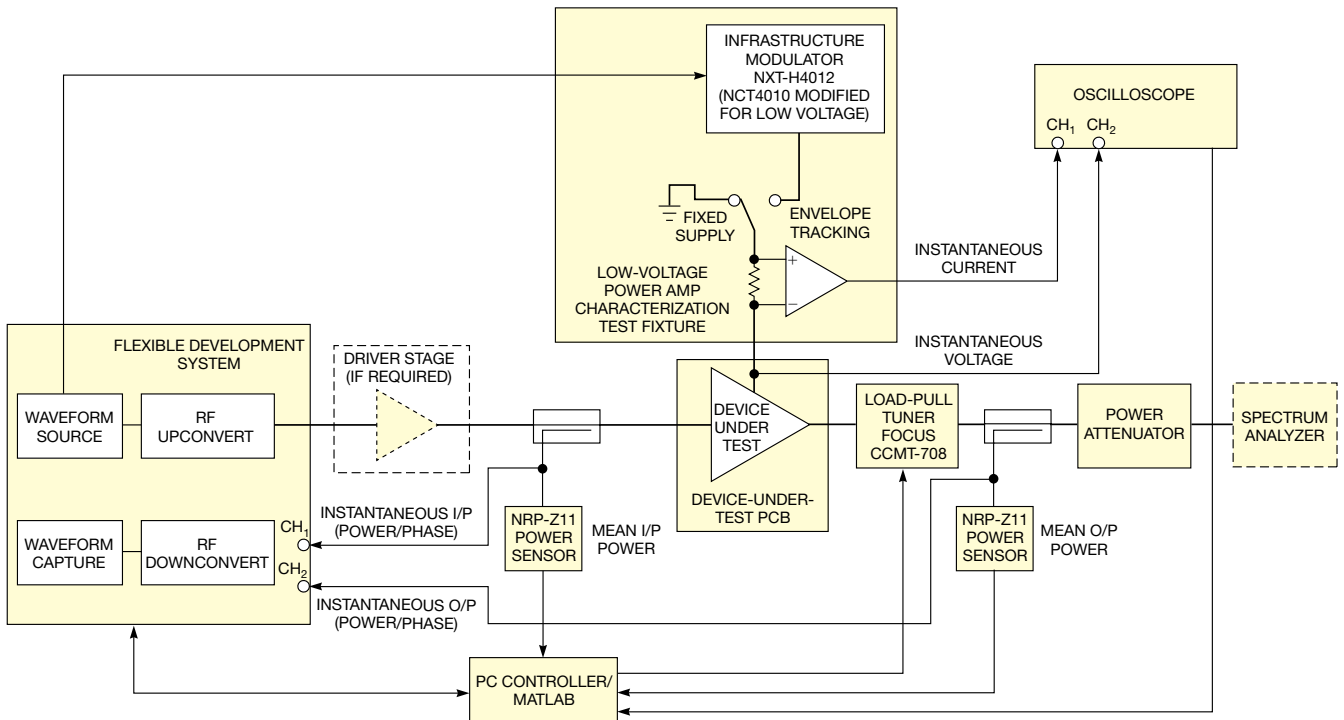 INFRASTRUCTURE
MODULATOR
NXT-H4012
(NCT4010 MODIFIED
FOR LOW VOLTAGE)
OSCILLOSCOPE
CH1 CH2
FIXED
SUPPLY
ENVELOPE
TRACKING
+
−
LOW-VOLTAGE
POWER AMP
CHARACTERIZATION
TEST FIXTURE
INSTANTANEOUS
CURRENT
INSTANTANEOUS
VOLTAGE
FLEXIBLE DEVELOPMENT
SYSTEM
WAVEFORM
SOURCE
RF
UPCONVERT
DRIVER STAGE
(IF REQUIRED)
DEVICE
UNDER
TEST
DEVICE-UNDER-
TEST PCB
LOAD-PULL
TUNER
FOCUS
CCMT-708
POWER
ATTENUATOR
SPECTRUM
ANALYZER
WAVEFORM
CAPTURE
RF
DOWNCONVERT
CH1
CH2
INSTANTANEOUS I/P
(POWER/PHASE)
INSTANTANEOUS O/P
(POWER/PHASE)
NRP-Z11
POWER
SENSOR
MEAN I/P
POWER
NRP-Z11
POWER
SENSOR
MEAN O/P
POWER
PC CONTROLLER/
MATLAB